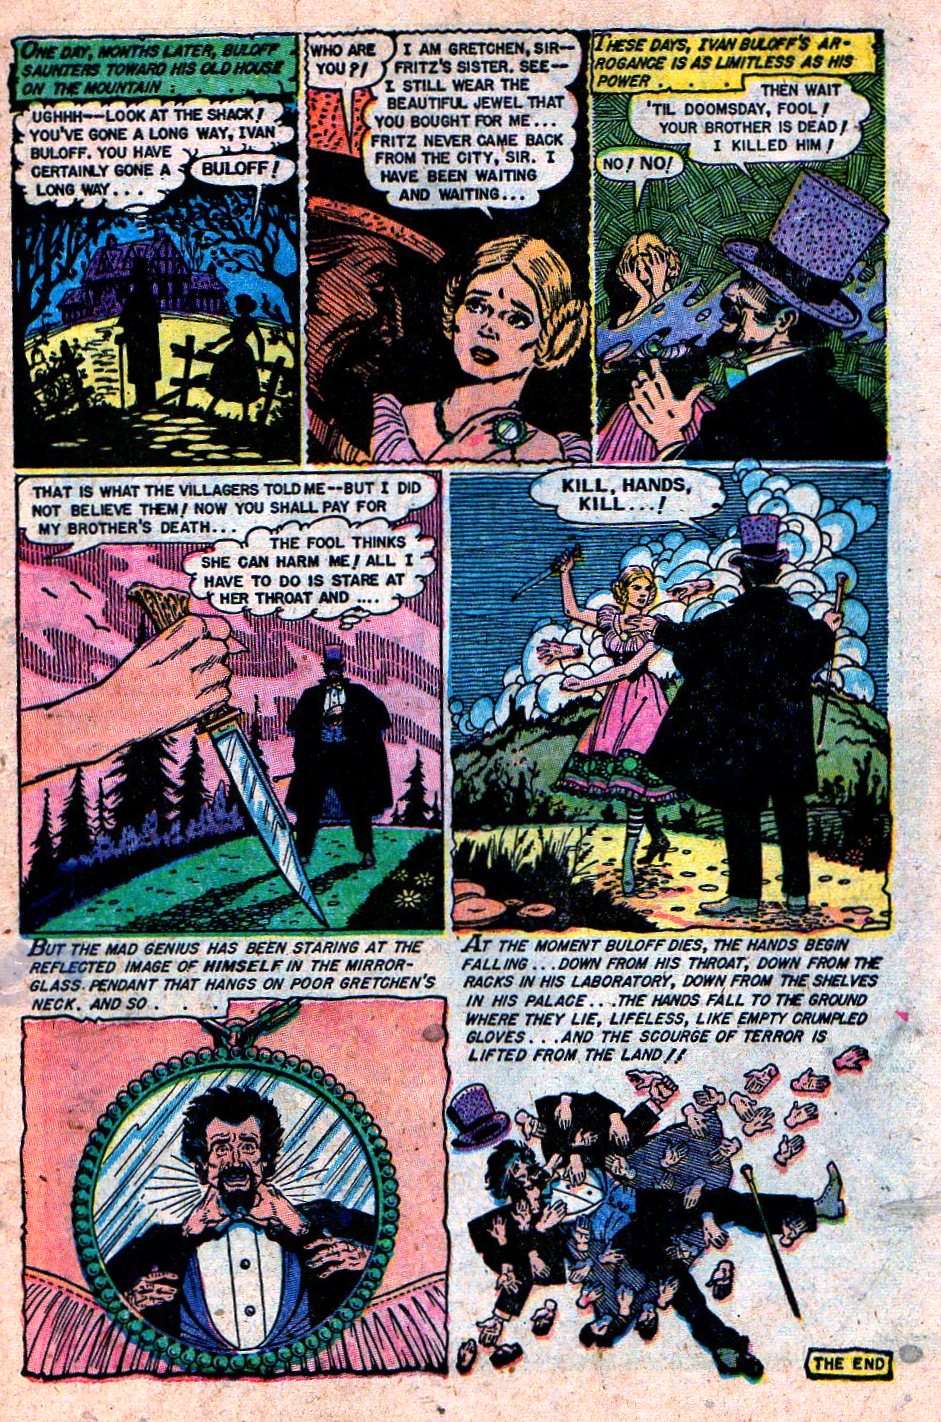 ONE DAY, MONTHS LATER, BULOFF
SAUNTERS TOWARD HIS OLD HOUSE
ON THE MOUNTAIN . . . . .
UGHHH--LOOK AT THE SHACK!
YOU'VE GONE A LONG WAY, IVAN
BULOFF. YOU HAVE
CERTAINLY GONE A
LONG WAY...
BULOFF!
WHO ARE
YOU?!
I AM GRETCHEN, SIR--
FRITZ'S SISTER. SEE--
I STILL WEAR THE
BEAUTIFUL JEWEL THAT
YOU BOUGHT FOR ME...
FRITZ NEVER CAME BACK
FROM THE CITY, SIR. I
HAVE BEEN WAITING
AND WAITING...
THESE DAYS, IVAN BULOFF'S AR-
ROGANCE IS AS LIMITLESS AS HIS
POWER . . . . .
NO! NO!
THEN WAIT
'TIL DOOMSDAY, FOOL!
YOUR BROTHER IS DEAD!
I KILLED HIM!
THAT IS WHAT THE VILLAGERS TOLD ME--BUT I DID
NOT BELIEVE THEM! NOW YOU SHALL PAY FOR
MY BROTHER'S DEATH...
THE FOOL THINKS
SHE CAN HARM ME! ALL I
HAVE TO DO IS STARE AT
HER THROAT AND ....
KILL, HANDS,
KILL...!
BUT THE MAD GENIUS HAS BEEN STARING AT THE
REFLECTED IMAGE OF HIMSELF IN THE MIRROR-
GLASS PENDANT THAT HANGS ON POOR GRETCHEN'S
NECK. AND SO . . . .
AT THE MOMENT BULOFF DIES, THE HANDS BEGIN
FALLING...DOWN FROM HIS THROAT, DOWN FROM THE
RACKS IN HIS LABORATORY, DOWN FROM THE SHELVES
IN HIS PALACE...THE HANDS FALL TO THE GROUND
WHERE THEY LIE, LIFELESS, LIKE EMPTY CRUMPLED
GLOVES...AND THE SCOURGE OF TERROR IS
LIFTED FROM THE LAND!!
THE END